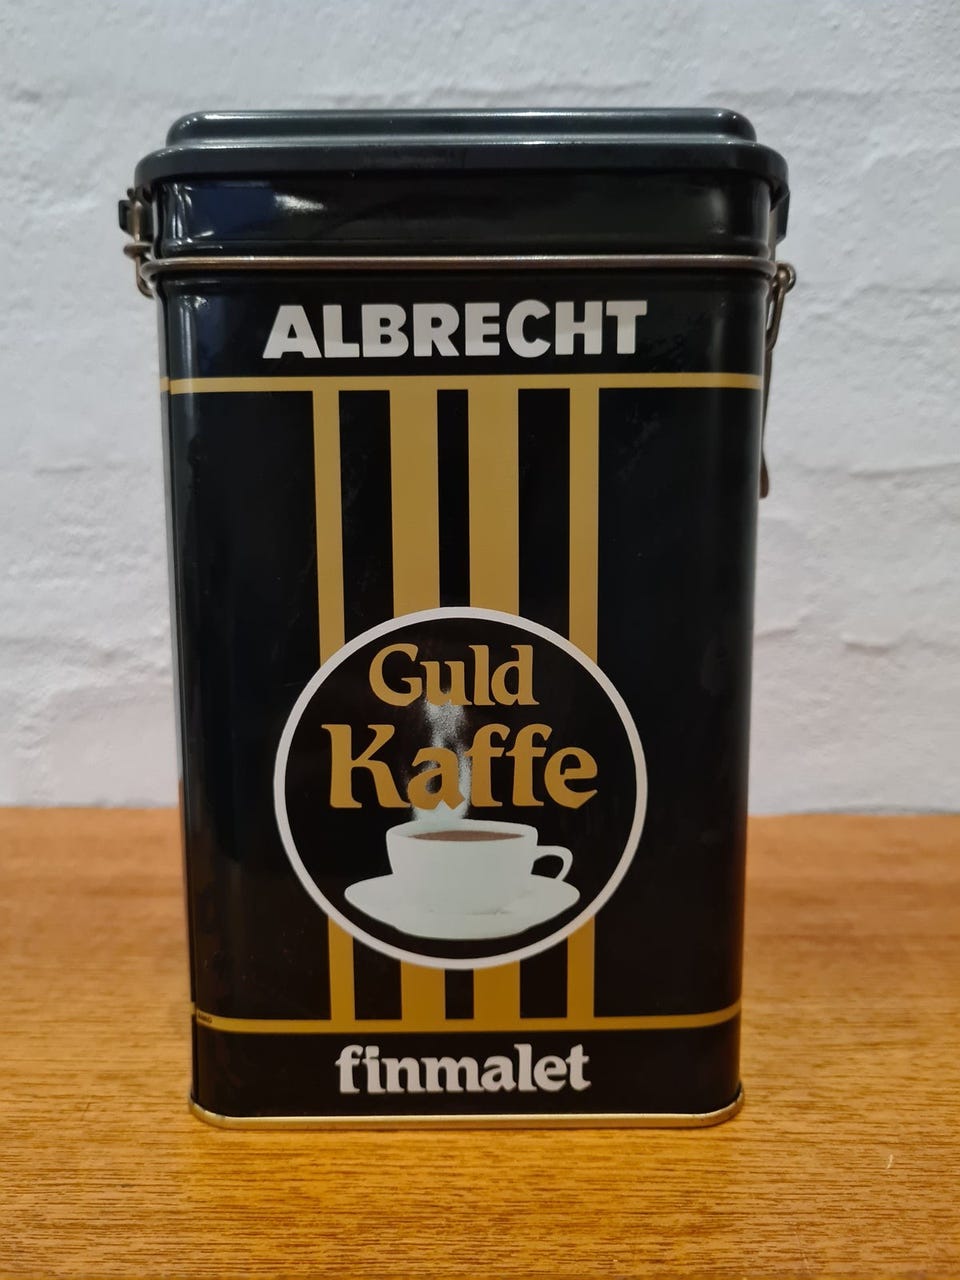 ALBRECHT
Guld
Kaffe
finmalet